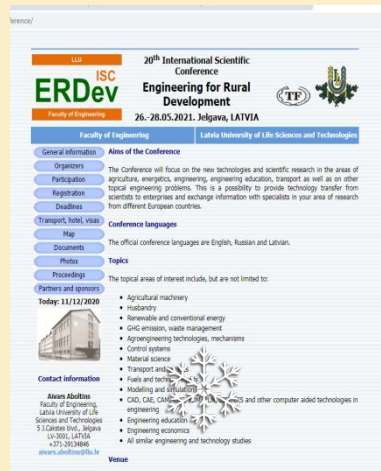 erence/
LLU
ISC
ERDev
Faculty of Engineering
20th International Scientific
Conference
Engineering for Rural
Development
26.-28.05.2021. Jelgava, LATVIA
TF
Faculty of Engineering
Latvia University of Life Sciences and Technologies
General information
Organizers
Participation
Registration
Deadlines
Transport, hotel, visas
Map
Documents
Photos
Proceedings
Partners and sponsors
Today: 11/12/2020
Contact information
Aivars Aboltins
Faculty of Engineering,
Latvia University of Life
Sciences and Technologies
5 J.Cakstes blvd., Jelgava
LV-3001, LATVIA
+371-29134846
aivars.aboltins@llu.lv
Aims of the Conference
The Conference will focus on the new technologies and scientific research in the areas of
agriculture, energetics, engineering, engineering education, transport as well as on other
topical engineering problems. This is a possibility to provide technology transfer from
scientists to enterprises and exchange information with specialists in your area of research
from different European countries.
Conference languages
The official conference languages are English, Russian and Latvian.
Topics
The topical areas of interest include, but are not limited to:
• Agricultural machinery
• Husbandry
• Renewable and conventional energy
• GHG emission, waste management
• Agroengineering technologies, mechanisms
• Control systems
• Material science
• Transport and
• Fuels and
• Modelling and simulation
• CAD, CAE, and other computer aided technologies in
engineering
• Engineering education
• Engineering economics
• All similar engineering and technology studies
Venue